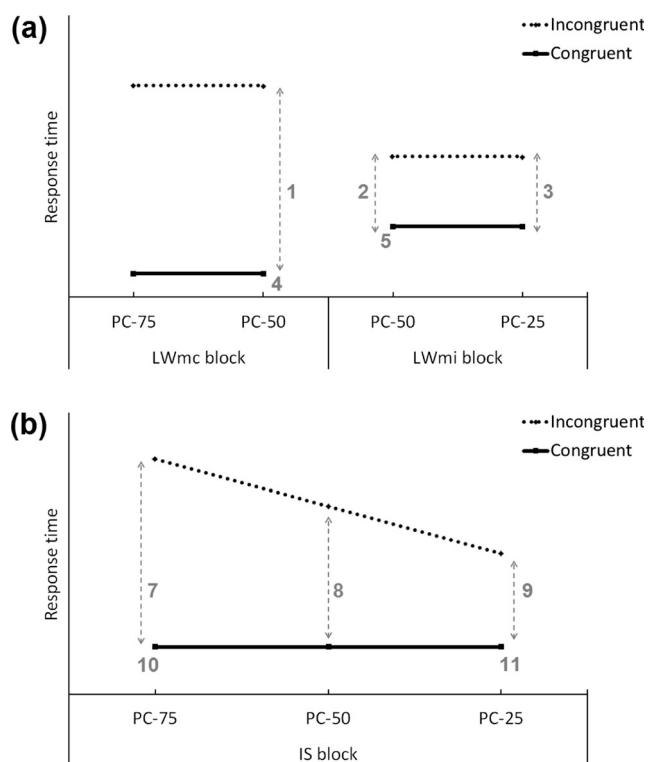 (a)
Incongruent
Congruent
Response time
1
2
3
4
5
PC-75
PC-50
PC-50
PC-25
LWmc block
LWmi block
(b)
Incongruent
Congruent
Response time
7
8
9
10
11
PC-75
PC-50
PC-25
IS block